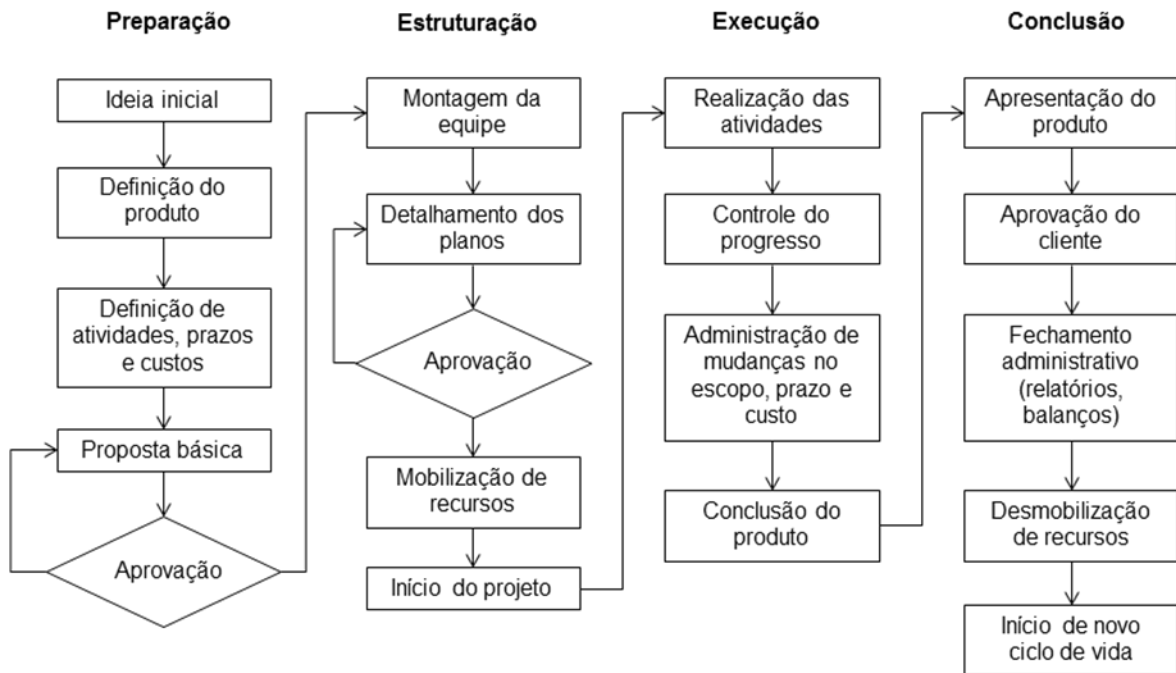 Preparação
Ideia inicial
Definição do
produto
Definição de
atividades, prazos
e custos
Proposta básica
Aprovação
Estruturação
Montagem da
equipe
Detalhamento dos
planos
Aprovação
Mobilização de
recursos
Início do projeto
Execução
Realização das
atividades
Controle do
progresso
Administração de
mudanças no
escopo, prazo e
custo
Conclusão do
produto
Conclusão
Apresentação do
produto
Aprovação do
cliente
Fechamento
administrativo
(relatórios,
balanços)
Desmobilização
de recursos
Início de novo
ciclo de vida